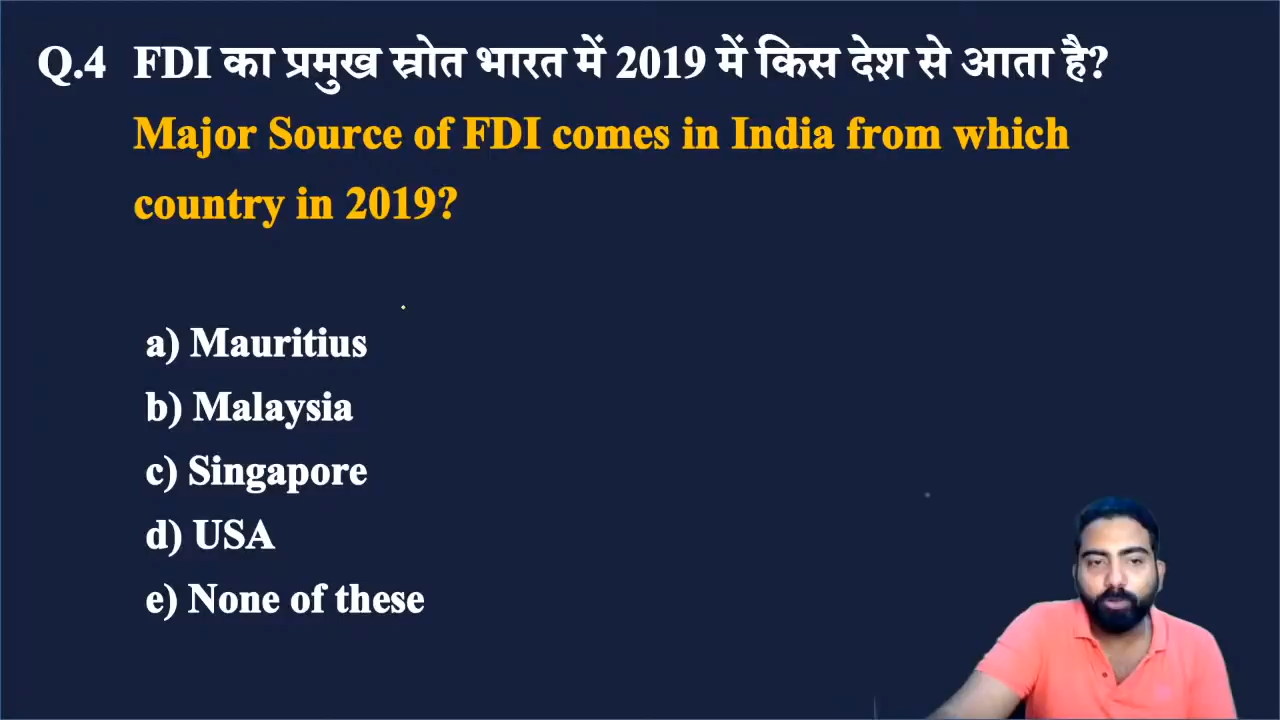 Q.4 FDI का प्रमुख स्रोत भारत में 2019 में किस देश से आता है?
Major Source of FDI comes in India from which
country in 2019?
a) Mauritius
b) Malaysia
c) Singapore
d) USA
e) None of these